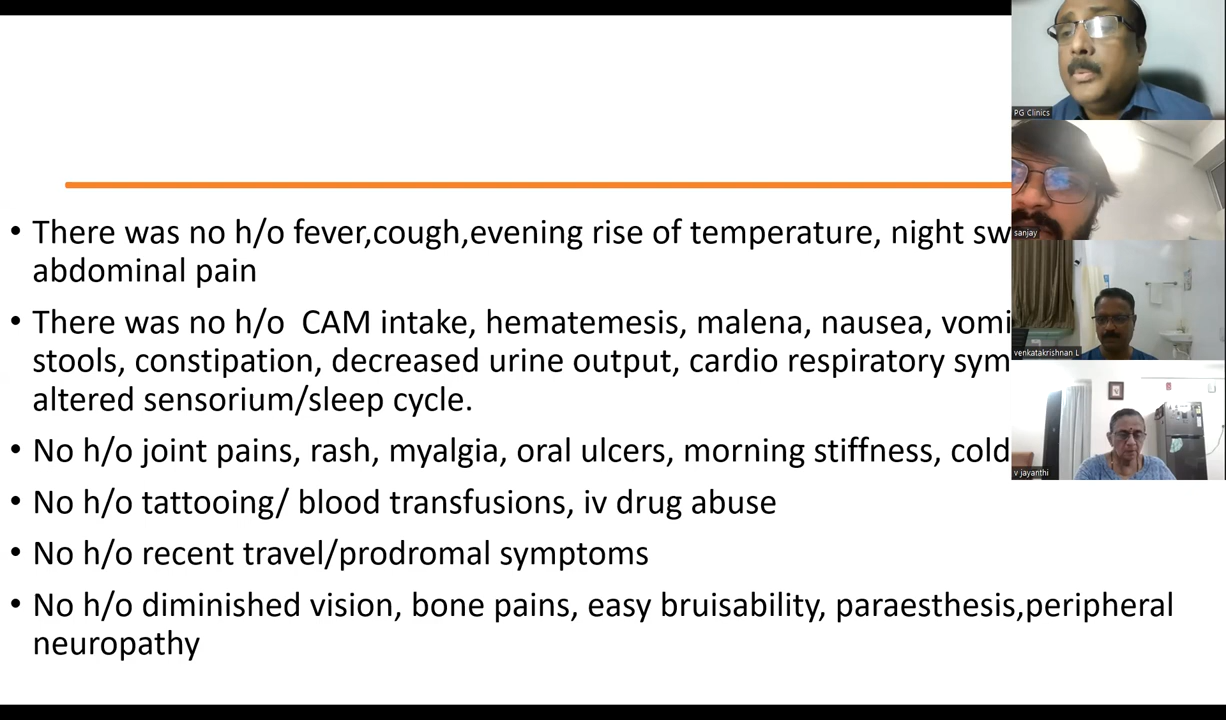 • There was no h/o fever,cough,evening rise of temperature, night
abdominal pain
• There was no h/o CAM intake, hematemesis, malena, nausea,
stools, constipation, decreased urine output, cardio respiratory
altered sensorium/sleep cycle.
• No h/o joint pains, rash, myalgia, oral ulcers, morning stiffness, cold
• No h/o tattooing/ blood transfusions, iv drug abuse
• No h/o recent travel/prodromal symptoms
• No h/o diminished vision, bone pains, easy bruisability, paraesthesis,peripheral
neuropathy
PG Clinics
sanjay
venkatakrishnan L
v jayanthi